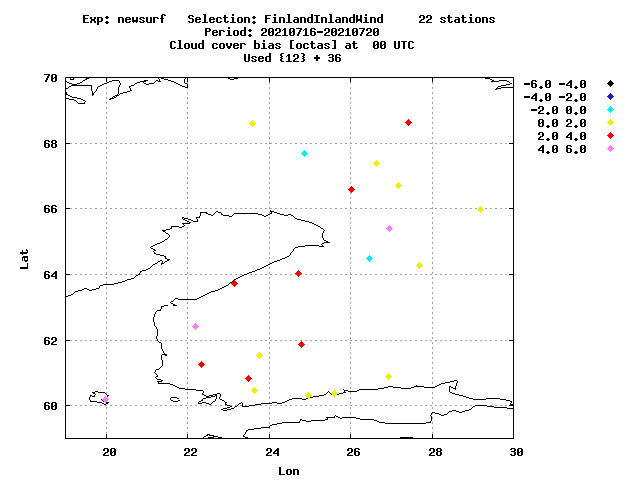 Exp: newsurf   Selection: FinlandInlandWind     22 stations
Period: 20210716-20210720
Cloud cover bias [octas] at  00 UTC
Used {12} + 36
70
68
66
64
62
60
Lat
20 22 24 26 28 30
Lon
-6.0 -4.0
-4.0 -2.0
-2.0 0.0
0.0 2.0
2.0 4.0
4.0 6.0